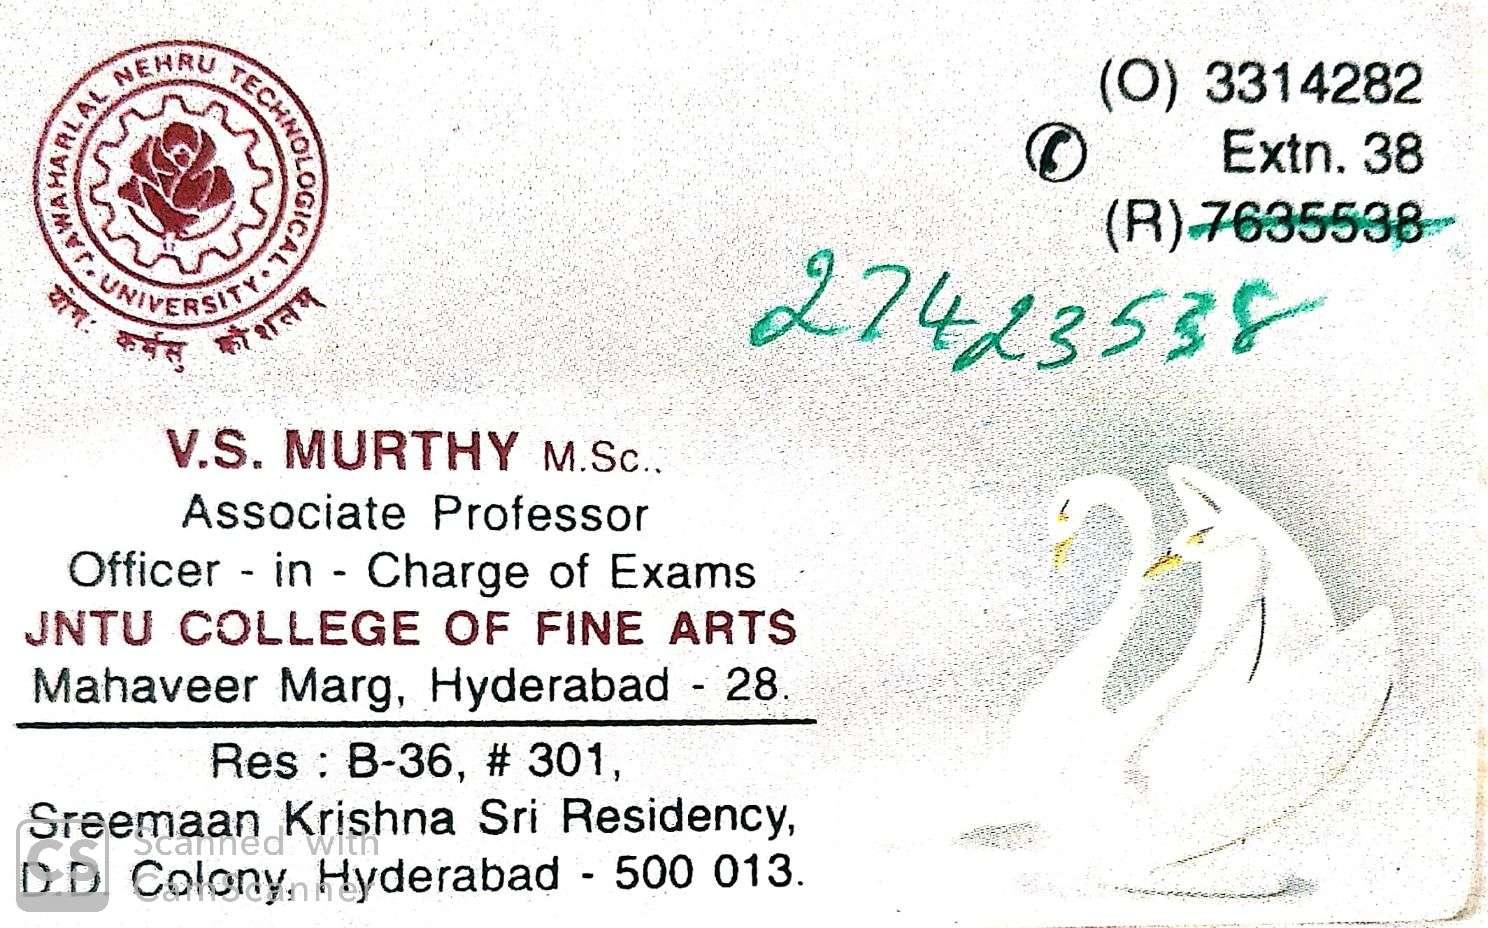 JAWAHARLAL NEHRU TECHNOLOGICAL
• UNIVERSITY •
योगः कर्मसु कौशलम्
(O) 3314282
Extn. 38
(R) 7635538
27423538
V.S. MURTHY M.Sc..
Associate Professor
Officer - in - Charge of Exams
JNTU COLLEGE OF FINE ARTS
Mahaveer Marg, Hyderabad - 28.
Res : B-36, # 301,
Sreemaan Krishna Sri Residency,
D.D. Colony, Hyderabad - 500 013.
CS Scanned with
CamScanner